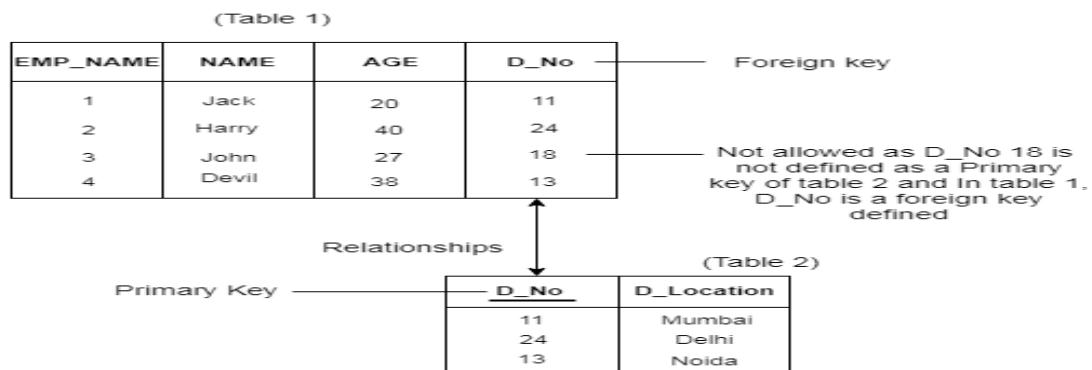 (Table 1)
EMP_NAME NAME AGE D_No Foreign key
1 Jack 20 11
2 Harry 40 24
3 John 27 18
4 Devil 38 13
Not allowed as D_No 18 is
not defined as a Primary
key of table 2 and In table 1,
D_No is a foreign key
defined
Relationships
(Table 2)
Primary Key D_No D_Location
11 Mumbai
24 Delhi
13 Noida